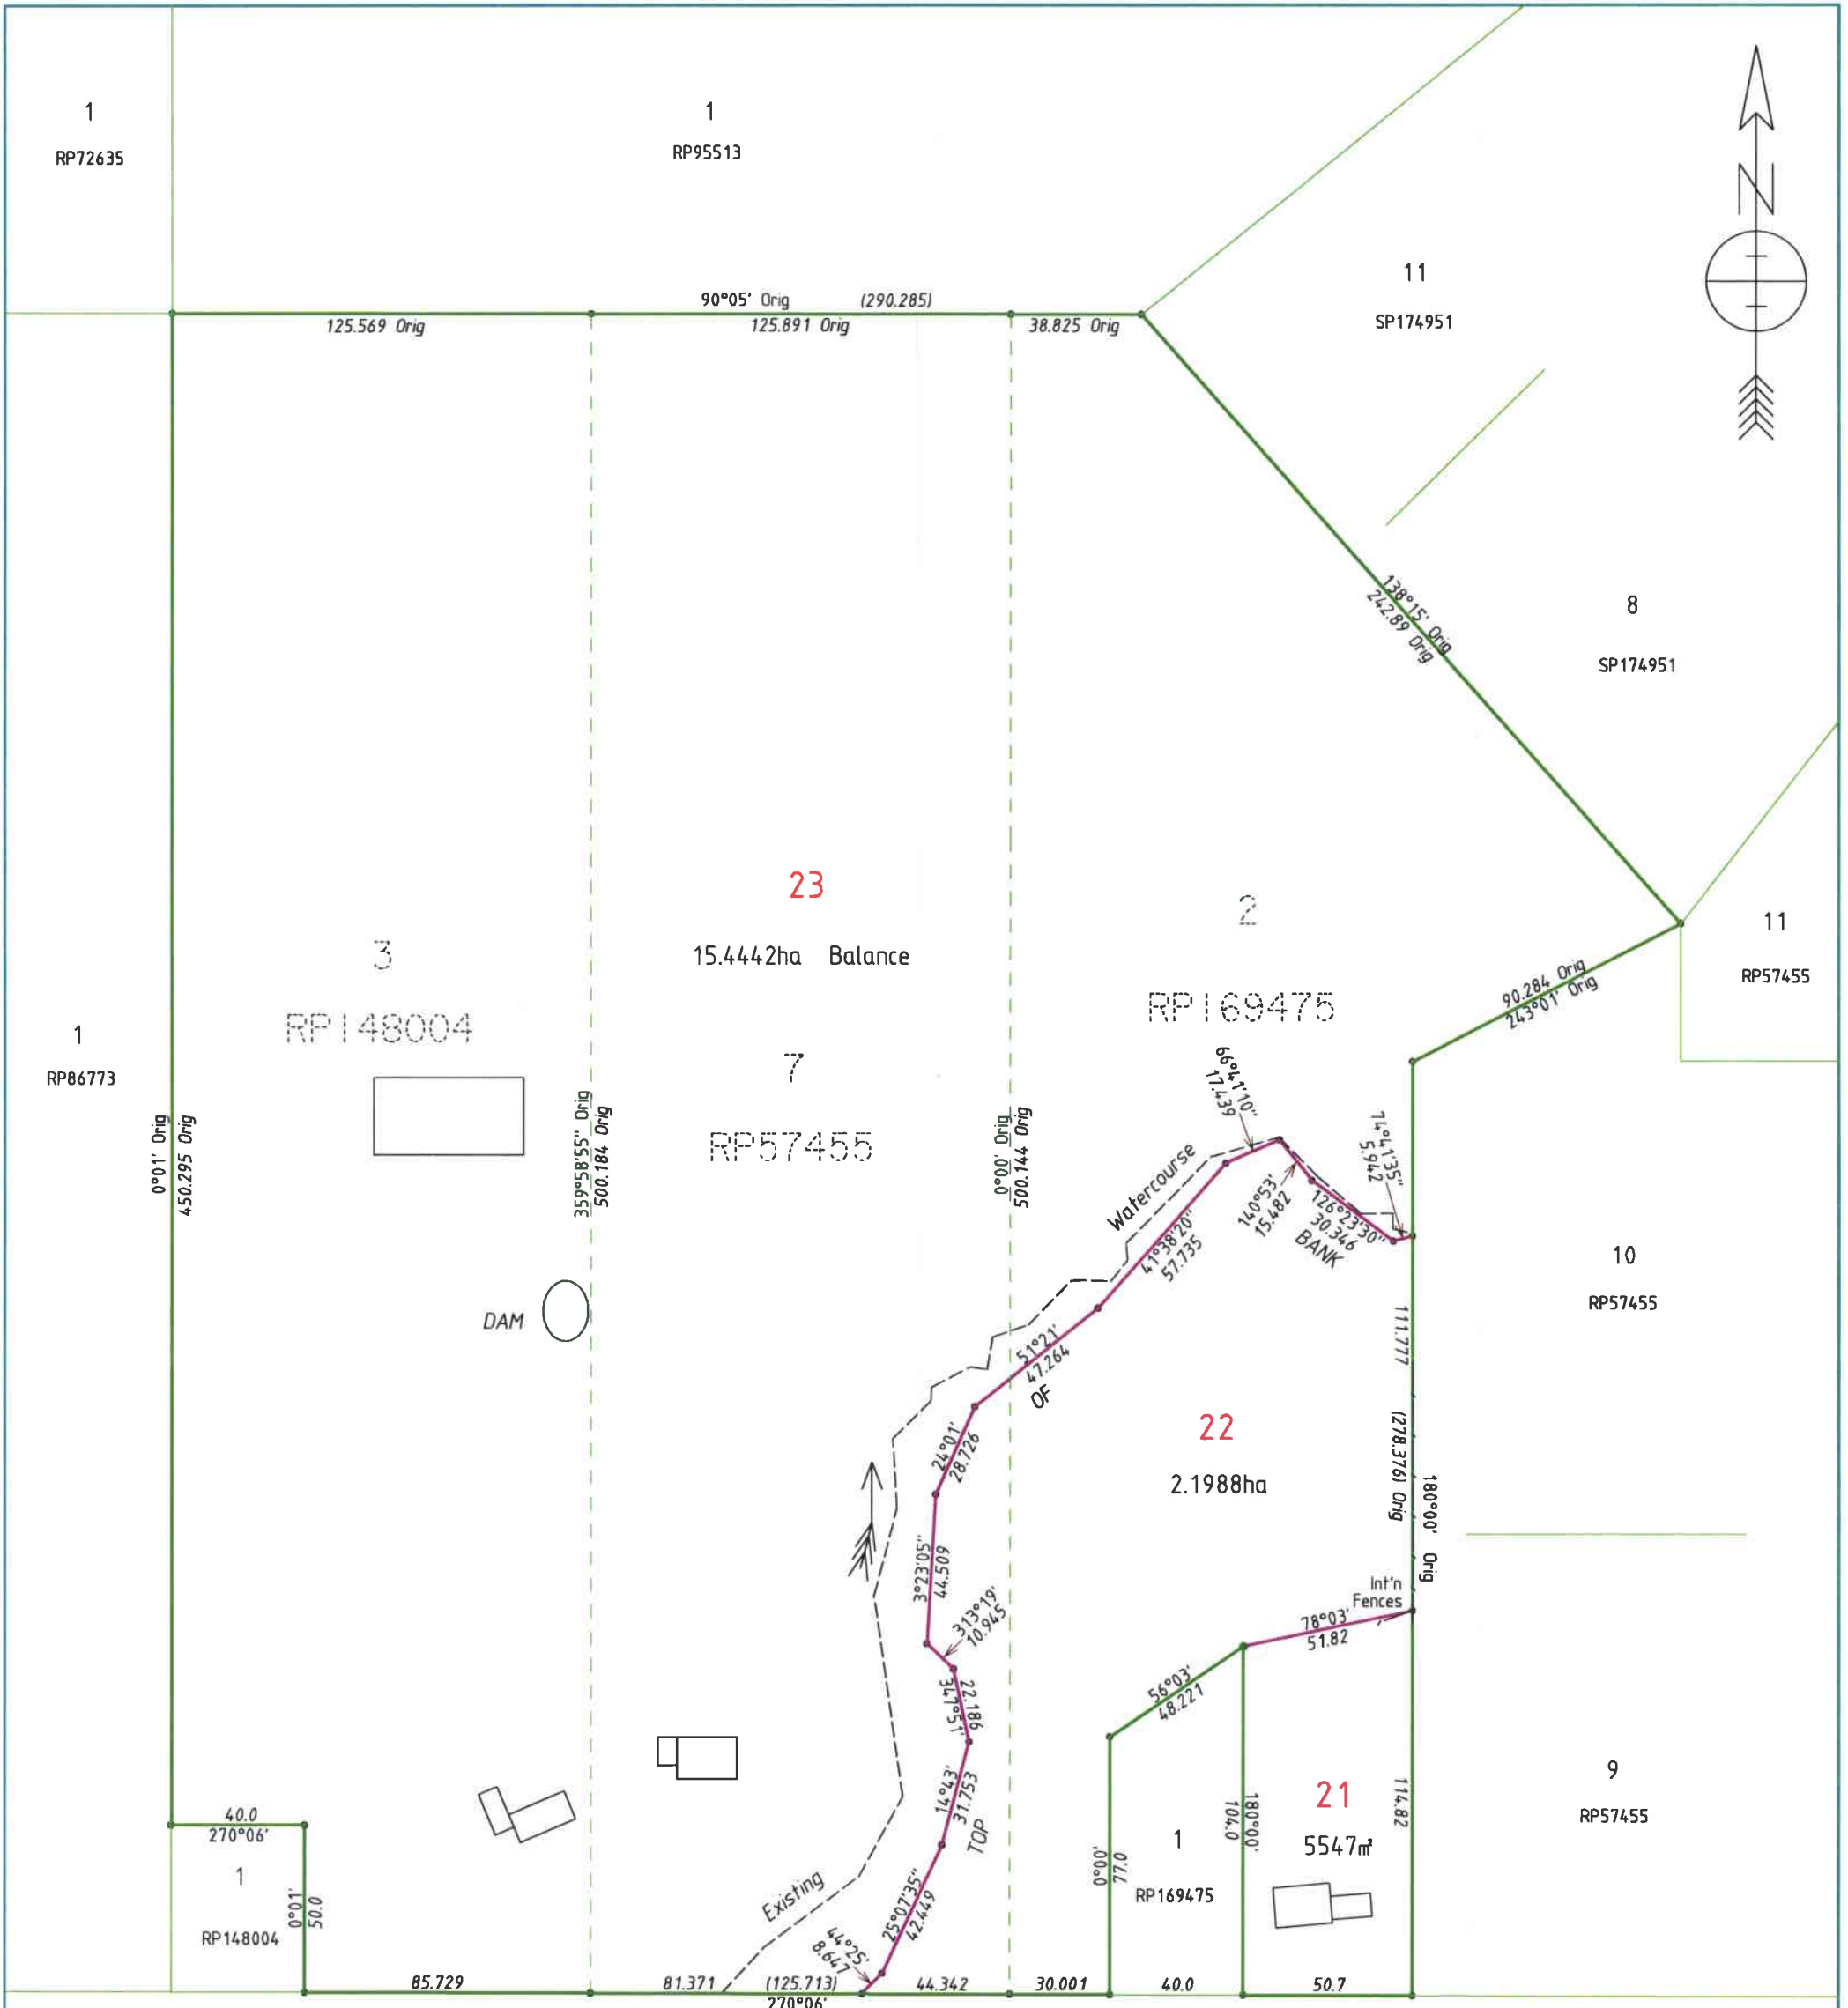 1
RP72635
1
RP95513
N
11
SP174951
90°05' Orig (290.285)
125.569 Orig
125.891 Orig
38.825 Orig
138°15' Orig
242.89 Orig
8
SP174951
23
15.4442ha Balance
2
RP169475
3
RP148004
7
RP57455
11
RP57455
90.284 Orig
243°01' Orig
1
RP86773
0°01' Orig
450.295 Orig
359°58'55" Orig
500.184 Orig
0°00' Orig
500.144 Orig
66°41'10"
17.439
74°41'35"
5.942
Watercourse
140°53'
15.482
126°23'30"
30.346
BANK
41°38'20"
57.735
10
RP57455
DAM
111.777
51°21'
47.264
OF
(278.376) Orig
180°00' Orig
22
2.1988ha
24°01'
28.726
3°23'05"
44.509
313°19'
10.945
Int'n
Fences
78°03'
51.82
56°03'
48.221
22.186
347°51'
14°43'
31.753
TOP
9
RP57455
21
5547㎡
114.82
180°00'
104.0
1
RP169475
0°00'
77.0
40.0
270°06'
1
RP148004
0°01'
50.0
Existing
25°07'35"
42.449
44°25'
8.647
85.729
81.371
(125.713)
44.342
30.001
40.0
50.7
270°06'